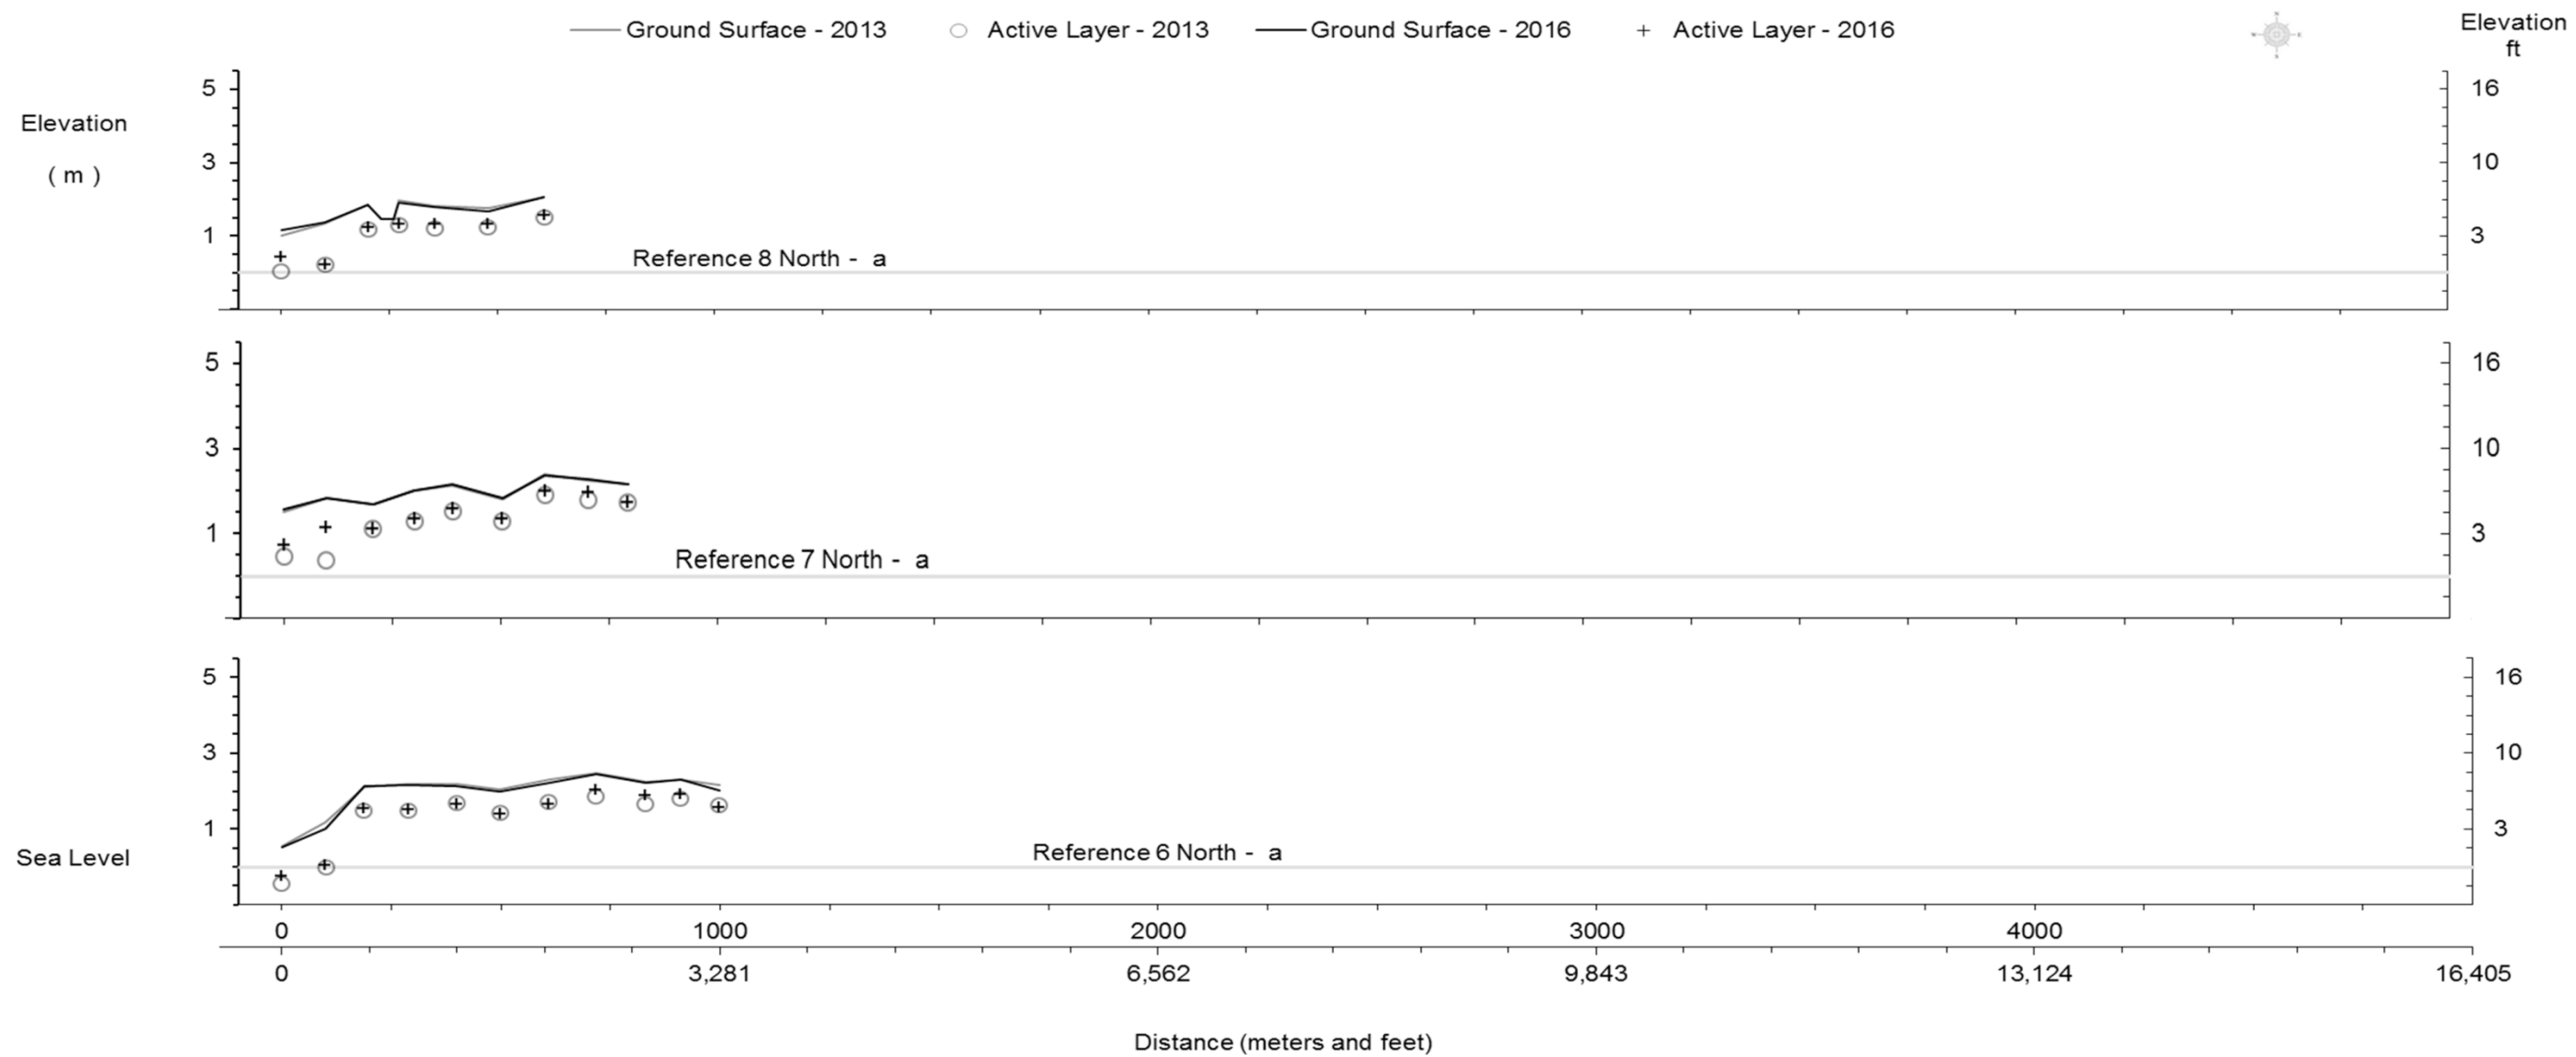 Ground Surface - 2013 Active Layer - 2013 Ground Surface - 2016 + Active Layer - 2016
Elevation
ft
Elevation
( m )
5 16
3 10
1 3
Reference 8 North - a
5 16
3 10
1 3
Reference 7 North - a
5 16
3 10
1 3
Sea Level
Reference 6 North - a
0 1000 2000 3000 4000
0 3,281 6,562 9,843 13,124 16,405
Distance (meters and feet)